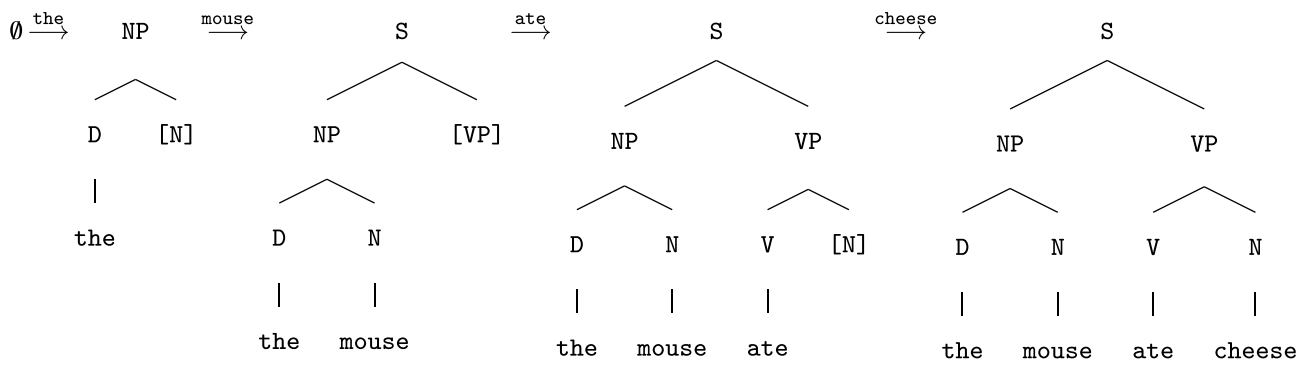 ∅ the NP mouse S ate S cheese S
D [N] NP [VP] NP VP NP VP
the D N D N V [N] D N V N
the mouse the mouse ate the mouse ate cheese